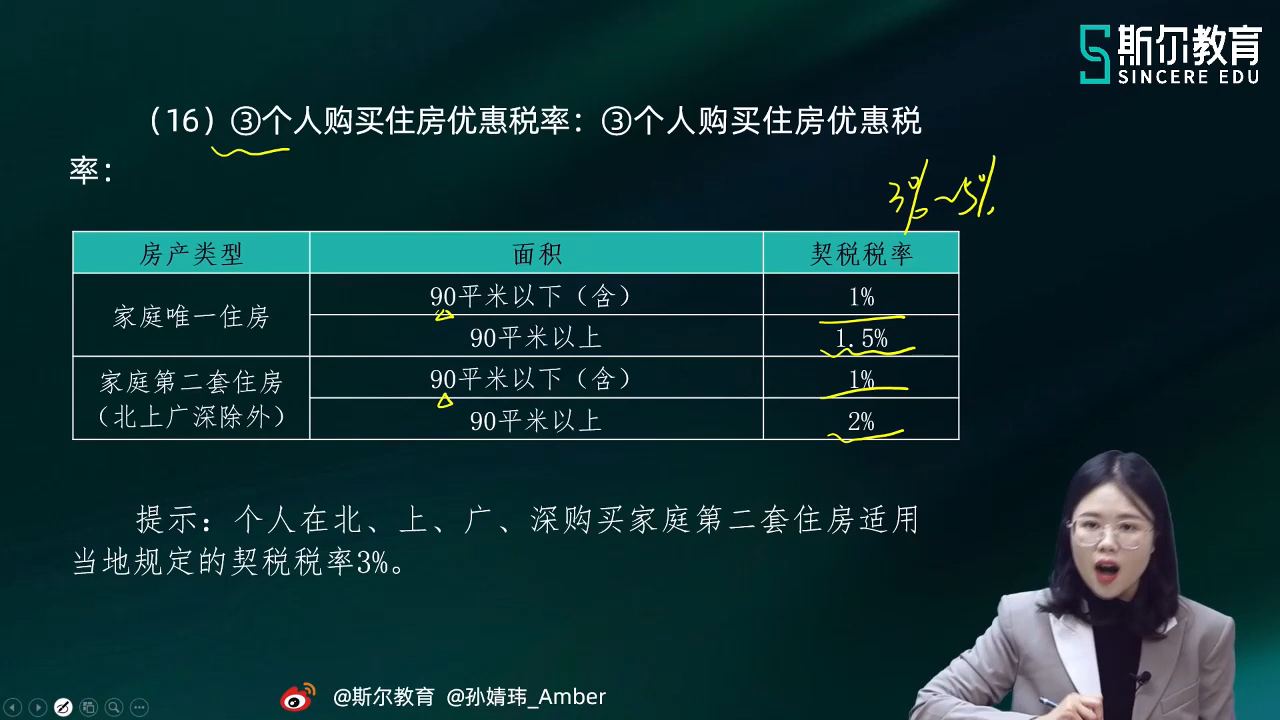 斯尔教育
SINCERE EDU
（16）③个人购买住房优惠税率：③个人购买住房优惠税
率：
3%~5%
房产类型 面积 契税税率
家庭唯一住房 90平米以下（含） 1%
90平米以上 1.5%
家庭第二套住房
（北上广深除外） 90平米以下（含） 1%
90平米以上 2%
提示：个人在北、上、广、深购买家庭第二套住房适用
当地规定的契税税率3%。
@斯尔教育 @孙婧玮_Amber